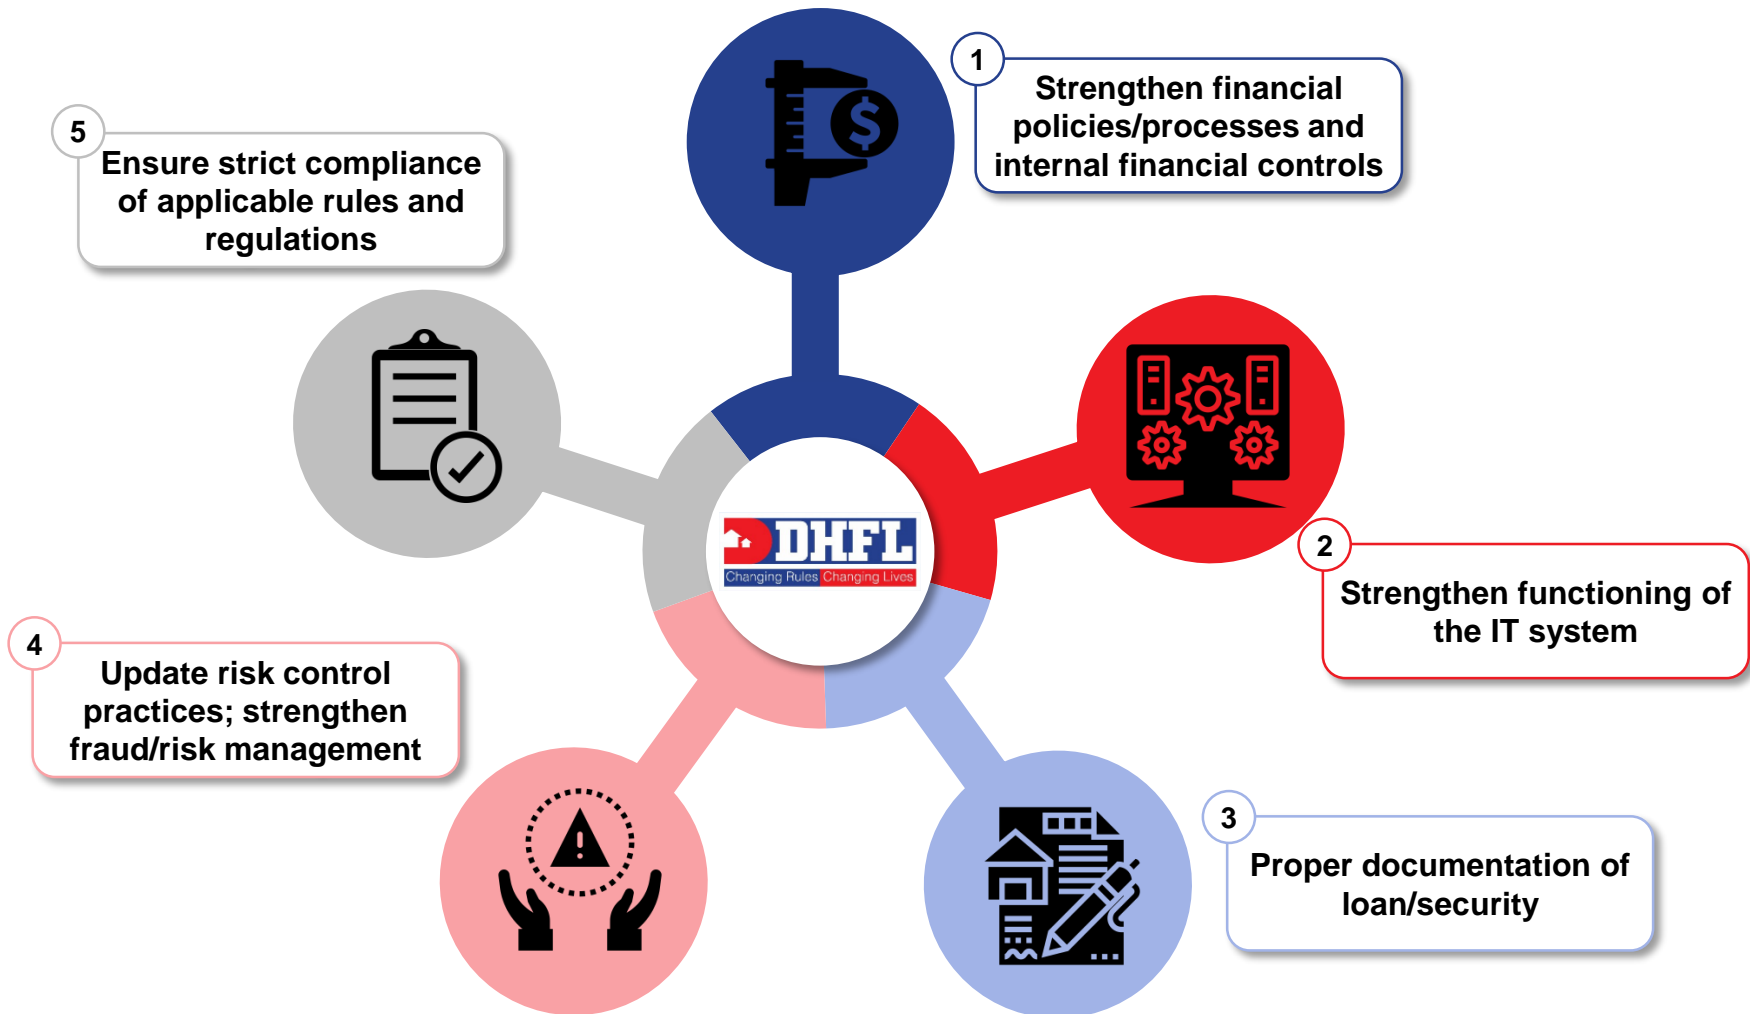 1
Strengthen financial
policies/processes and
internal financial controls
2
Strengthen functioning of
the IT system
3
Proper documentation of
loan/security
4
Update risk control
practices; strengthen
fraud/risk management
5
Ensure strict compliance
of applicable rules and
regulations
$
DHFL
Changing Rules Changing Lives